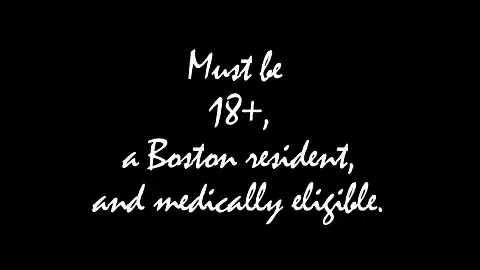 Must be
18+,
a Boston resident,
and medically eligible.